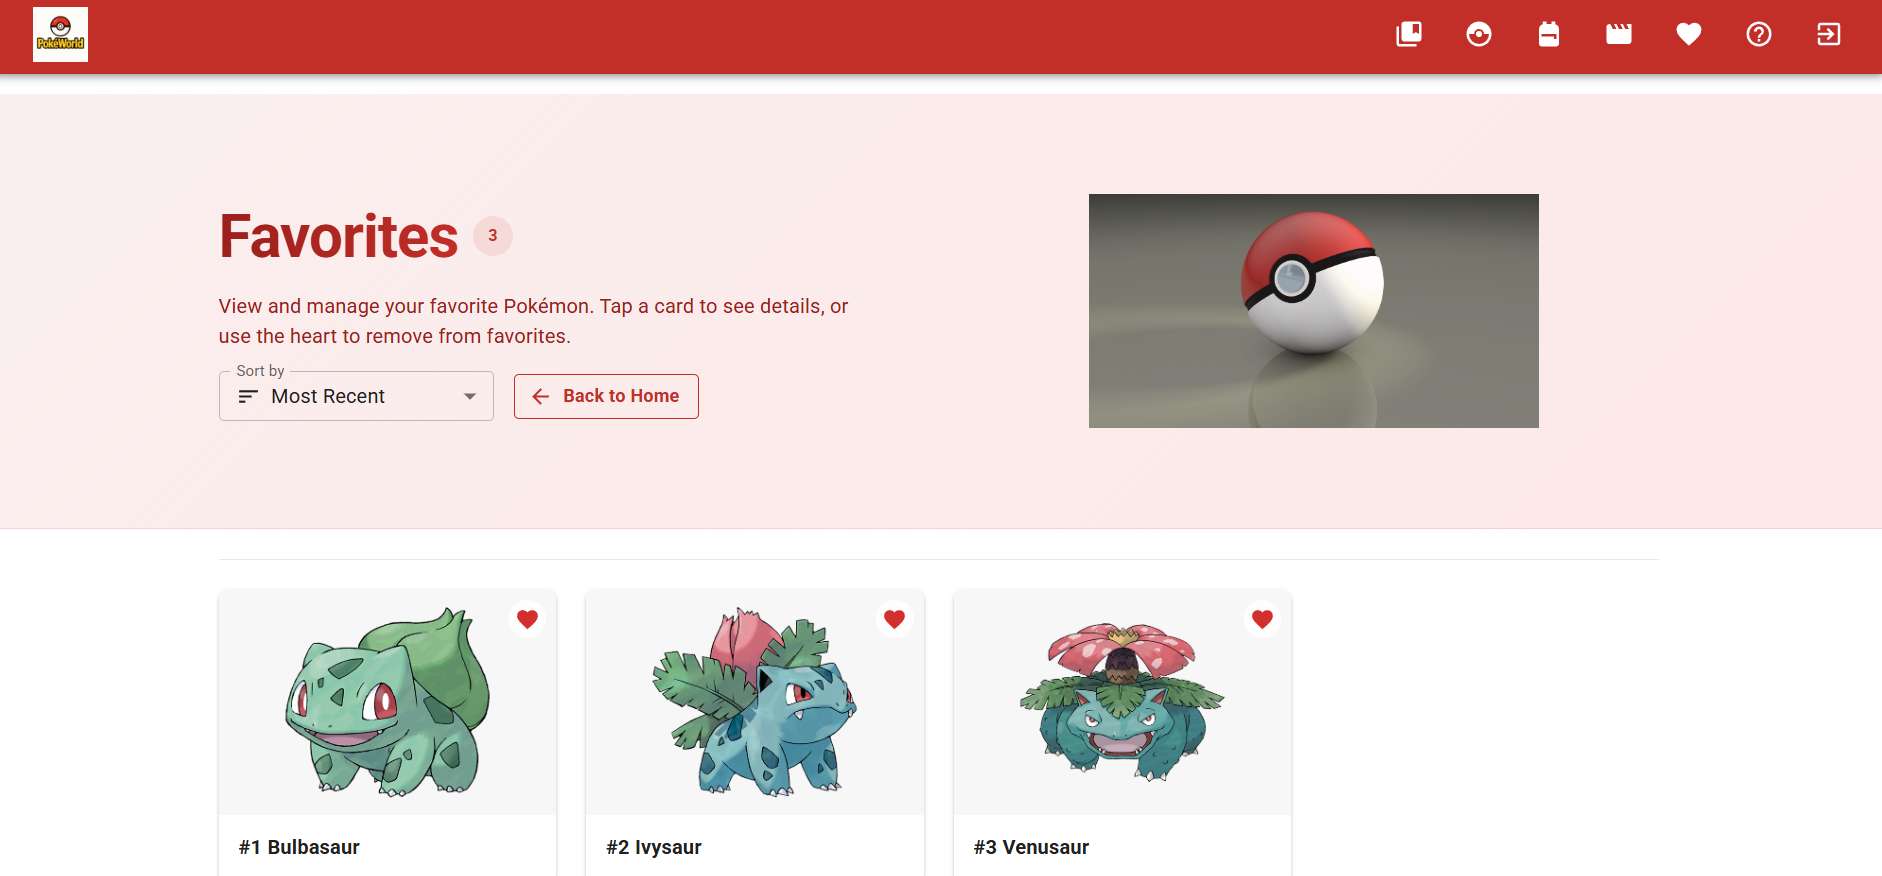 PokéWorld
Favorites 3
View and manage your favorite Pokémon. Tap a card to see details, or
use the heart to remove from favorites.
Sort by
Most Recent
Back to Home
#1 Bulbasaur
#2 Ivysaur
#3 Venusaur